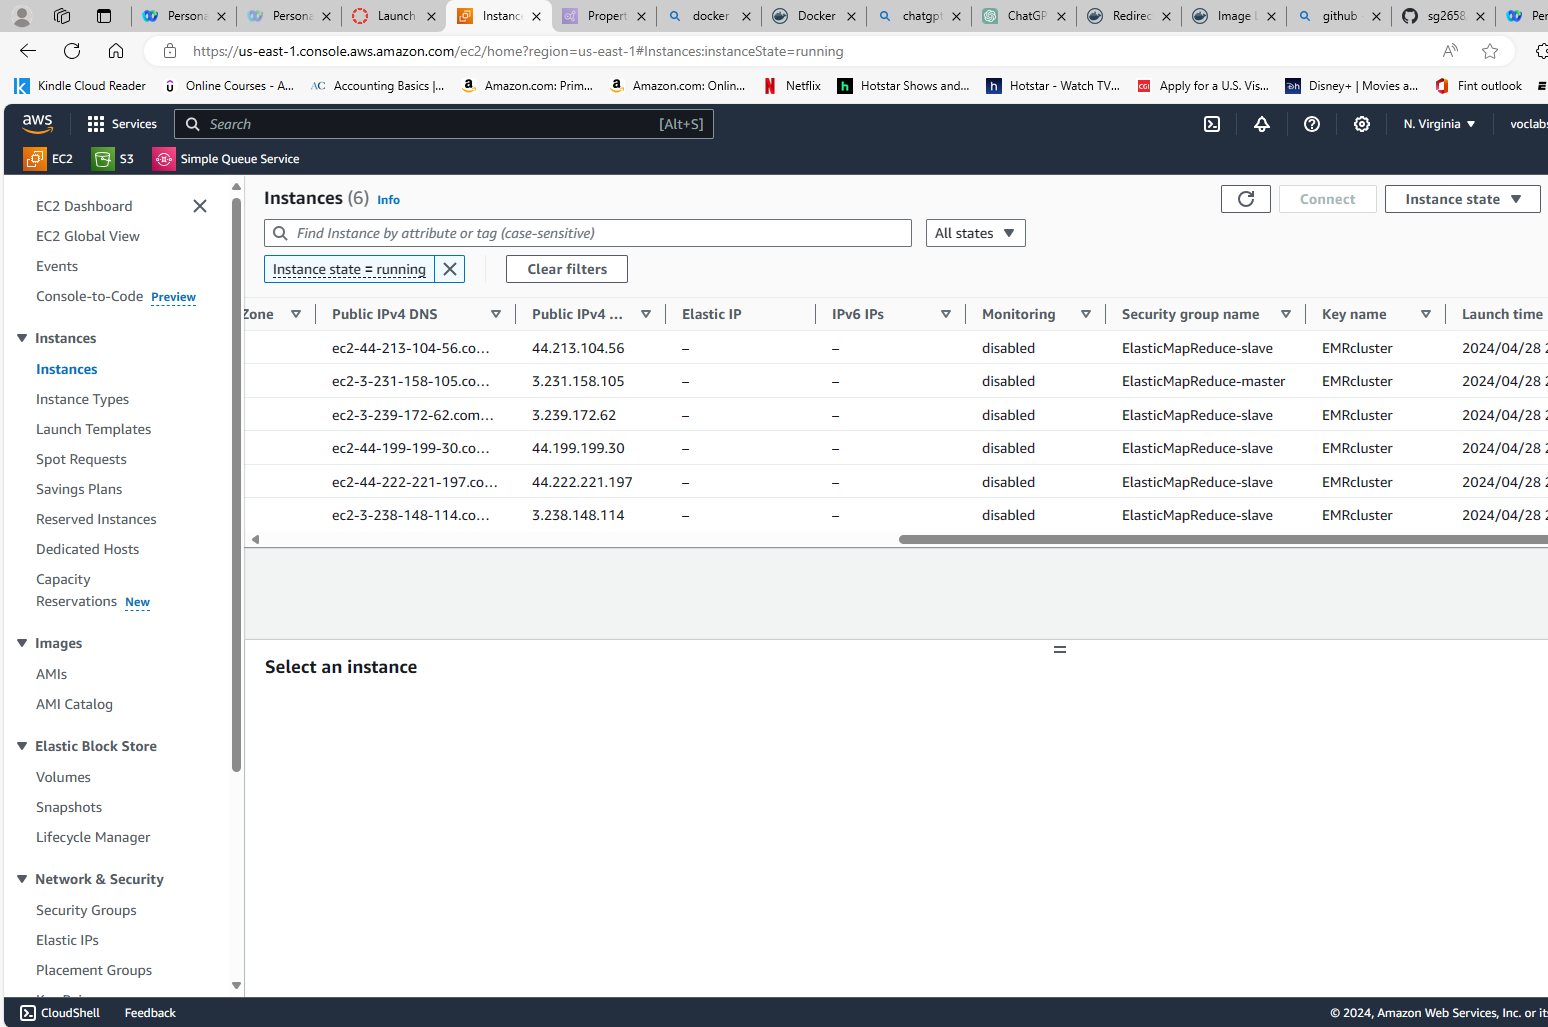 Persona
Persona
Launch
Instanc
Propert
docker
Docker
chatgpt
ChatGP
Redirec
Image L
github
sg2658
Per
https://us-east-1.console.aws.amazon.com/ec2/home?region=us-east-1#Instances:instanceState=running
Kindle Cloud Reader
Online Courses - A...
AC Accounting Basics |...
Amazon.com: Prim...
Amazon.com: Onlin...
Netflix
Hotstar Shows and...
Hotstar - Watch TV...
CGI Apply for a U.S. Vis...
Disney+ | Movies a...
Fint outlook
aws
Services
Search
[Alt+S]
N. Virginia
voclabs
EC2
S3
Simple Queue Service
EC2 Dashboard
EC2 Global View
Events
Console-to-Code Preview
Instances
Instances
Instance Types
Launch Templates
Spot Requests
Savings Plans
Reserved Instances
Dedicated Hosts
Capacity
Reservations New
Images
AMIs
AMI Catalog
Elastic Block Store
Volumes
Snapshots
Lifecycle Manager
Network & Security
Security Groups
Elastic IPs
Placement Groups
Instances (6) Info
Connect
Instance state
Find Instance by attribute or tag (case-sensitive)
All states
Instance state = running
Clear filters
Zone Public IPv4 DNS Public IPv4 ... Elastic IP IPv6 IPs Monitoring Security group name Key name Launch time
ec2-44-213-104-56.co... 44.213.104.56 – – disabled ElasticMapReduce-slave EMRcluster 2024/04/28 2
ec2-3-231-158-105.co... 3.231.158.105 – – disabled ElasticMapReduce-master EMRcluster 2024/04/28 2
ec2-3-239-172-62.com... 3.239.172.62 – – disabled ElasticMapReduce-slave EMRcluster 2024/04/28 2
ec2-44-199-199-30.co... 44.199.199.30 – – disabled ElasticMapReduce-slave EMRcluster 2024/04/28 2
ec2-44-222-221-197.co... 44.222.221.197 – – disabled ElasticMapReduce-slave EMRcluster 2024/04/28 2
ec2-3-238-148-114.co... 3.238.148.114 – – disabled ElasticMapReduce-slave EMRcluster 2024/04/28 2
Select an instance
CloudShell
Feedback
© 2024, Amazon Web Services, Inc. or its